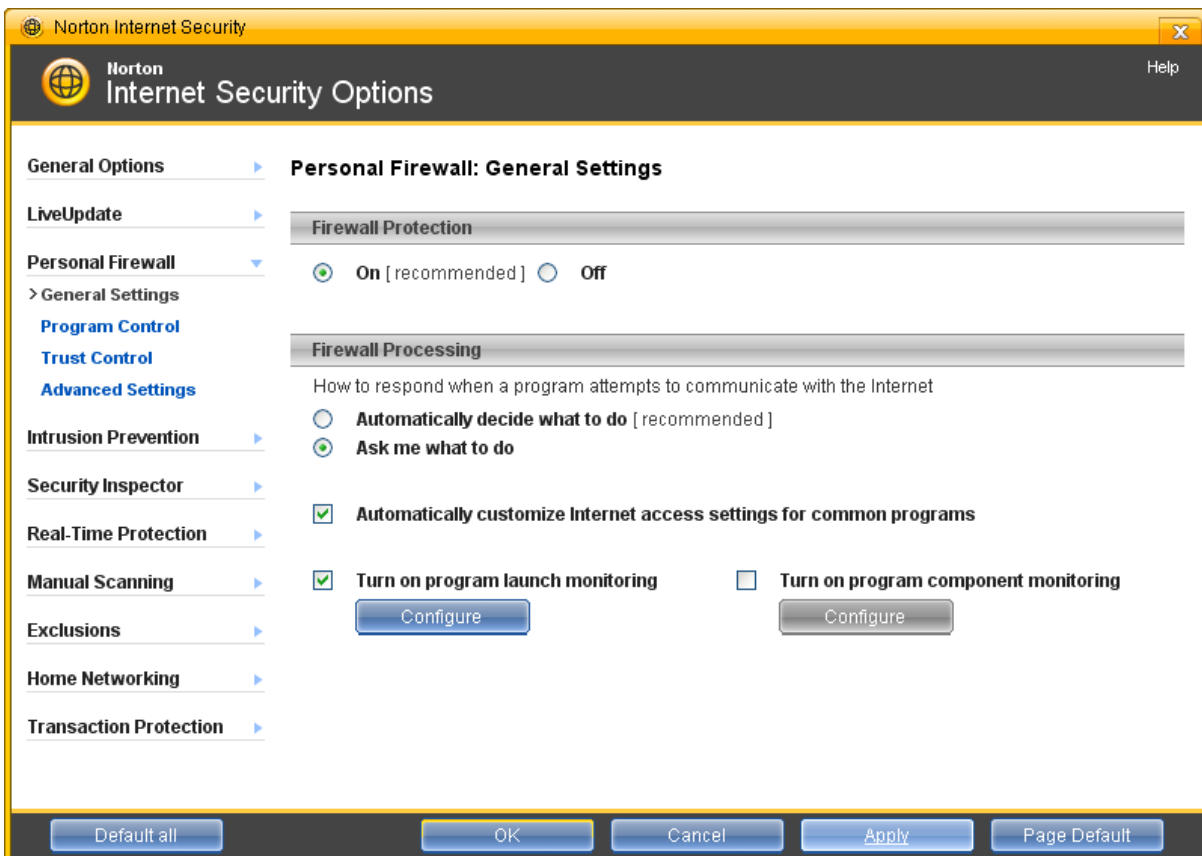 Norton Internet Security
Norton
Internet Security Options
Help
General Options
LiveUpdate
Personal Firewall
> General Settings
Program Control
Trust Control
Advanced Settings
Intrusion Prevention
Security Inspector
Real-Time Protection
Manual Scanning
Exclusions
Home Networking
Transaction Protection
Personal Firewall: General Settings
Firewall Protection
On [ recommended ] Off
Firewall Processing
How to respond when a program attempts to communicate with the Internet
Automatically decide what to do [ recommended ]
Ask me what to do
Automatically customize Internet access settings for common programs
Turn on program launch monitoring
Configure
Turn on program component monitoring
Configure
Default all
OK
Cancel
Apply
Page Default